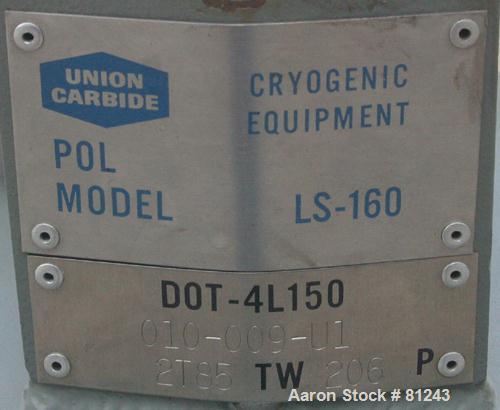 UNION
CARBIDE
CRYOGENIC
EQUIPMENT
POL
MODEL LS-160
DOT-4L150
010-009-U1
2T85 TW 206 P
Aaron Stock # 81243